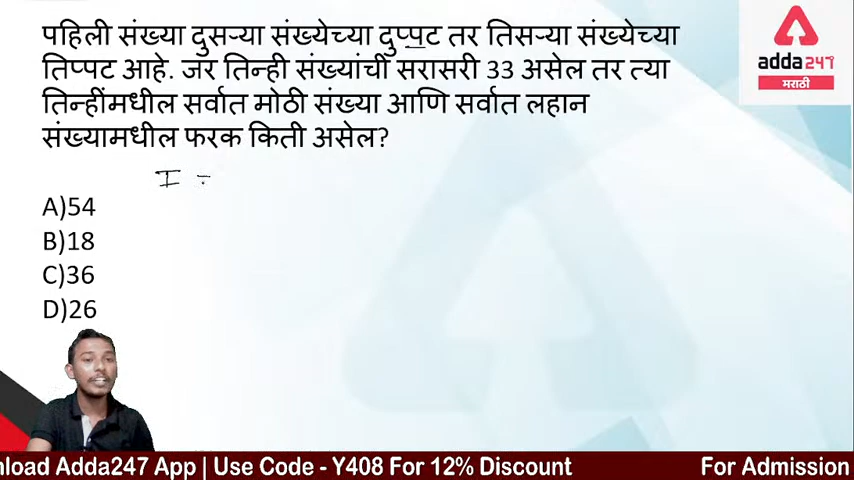 पहिली संख्या दुसऱ्या संख्येच्या दुप्पट तर तिसऱ्या संख्येच्या
तिप्पट आहे. जर तिन्ही संख्यांची सरासरी 33 असेल तर त्या
तिन्हींमधील सर्वात मोठी संख्या आणि सर्वात लहान
संख्यामधील फरक किती असेल?
I :
A)54
B)18
C)36
D)26
adda247
मराठी
nload Adda247 App | Use Code - Y408 For 12% Discount For Admission